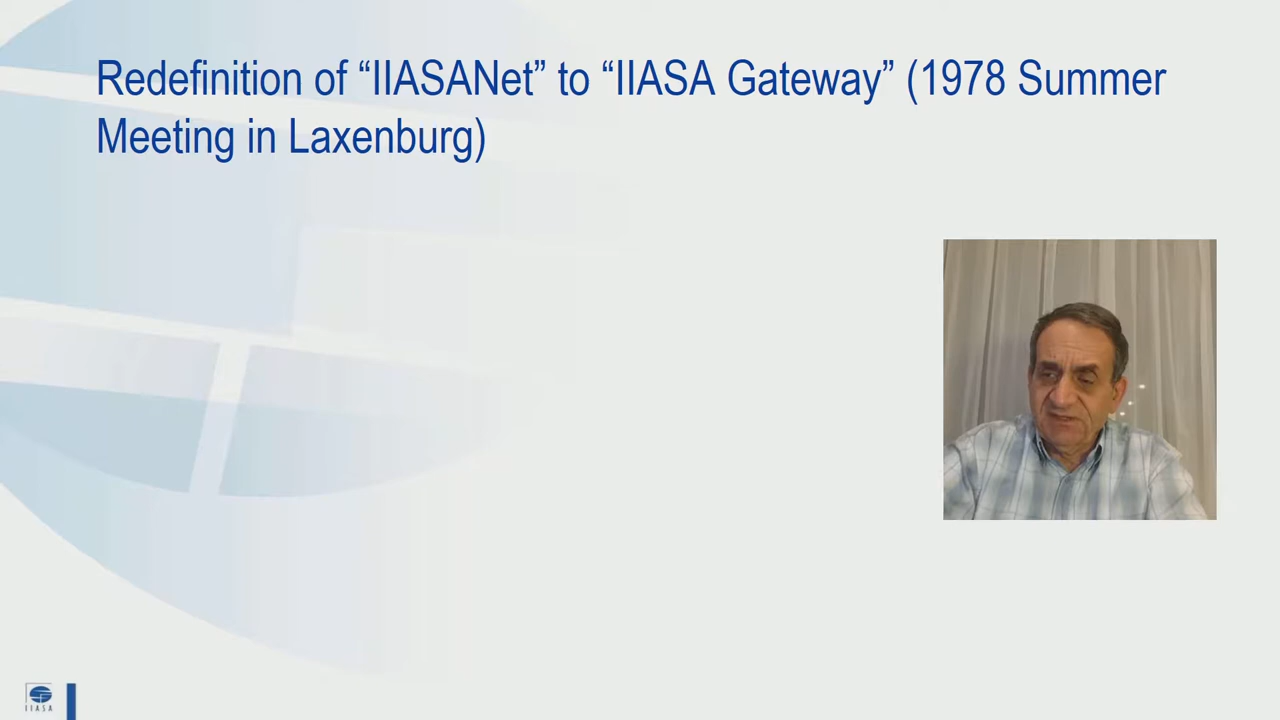 Redefinition of “IIASANet” to “IIASA Gateway” (1978 Summer
Meeting in Laxenburg)
IIASA